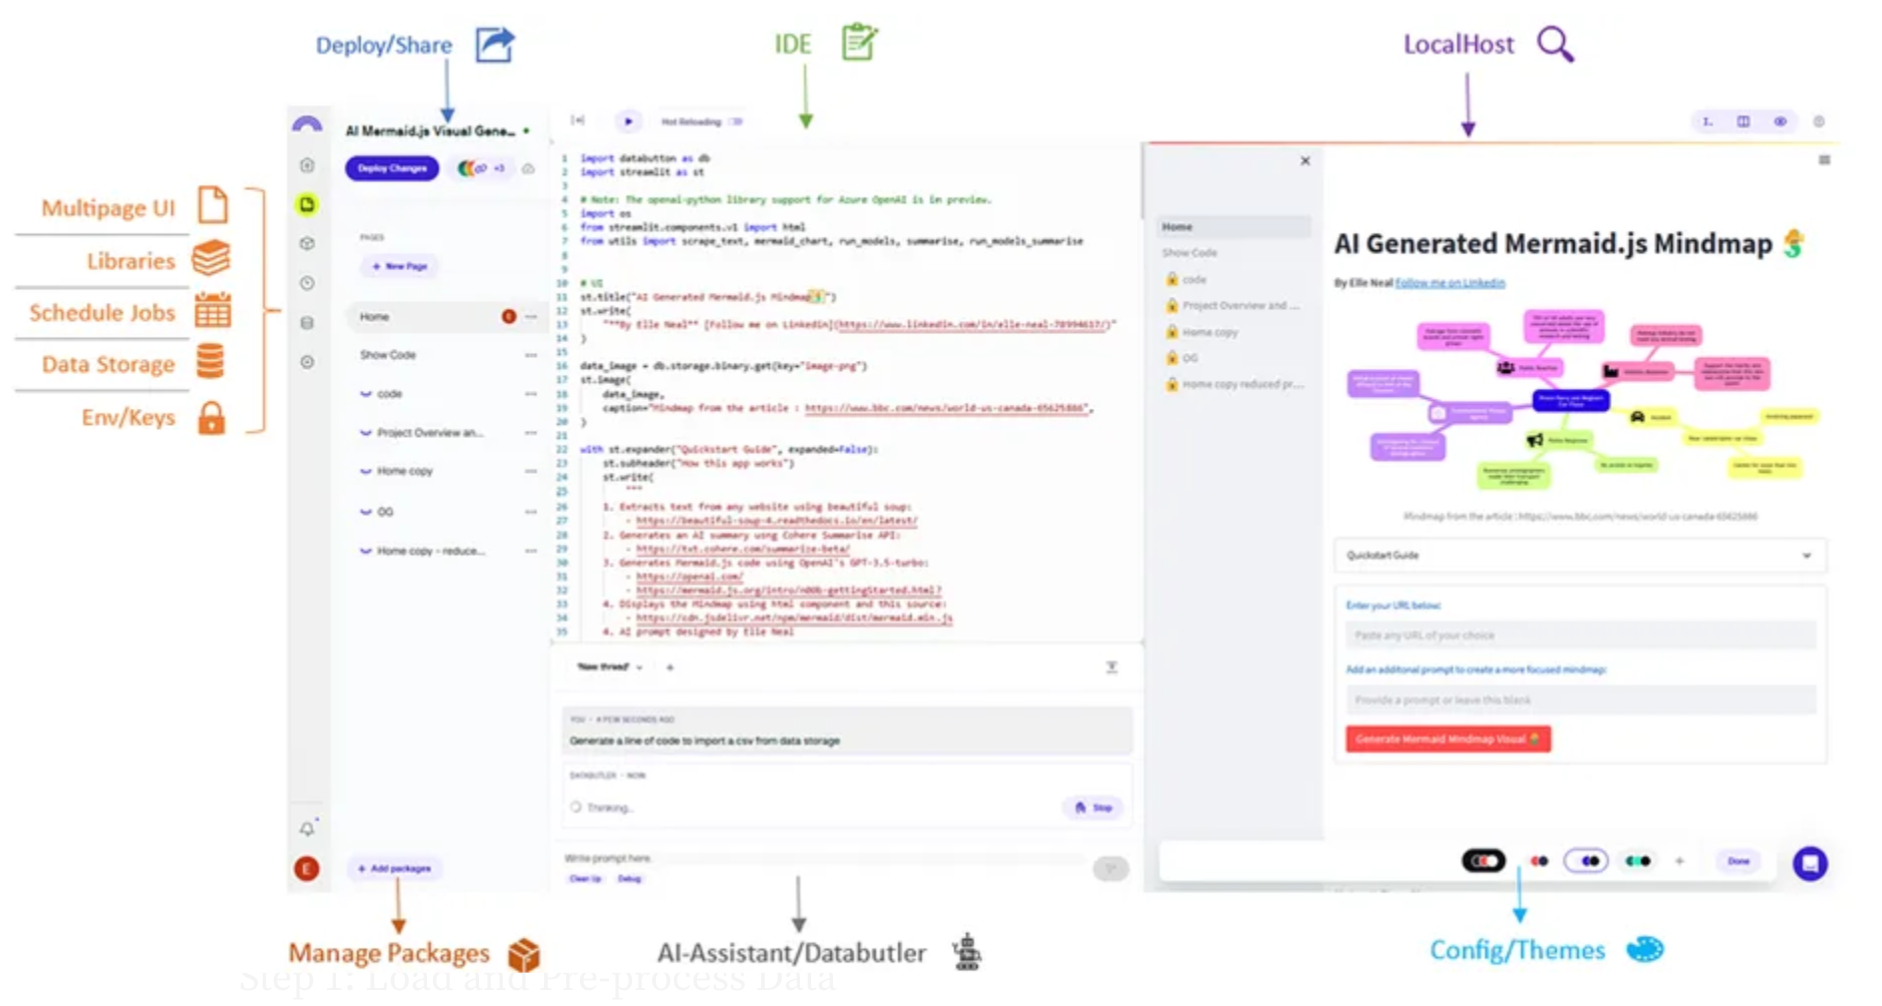 Deploy/Share
IDE
LocalHost
Multipage UI
Libraries
Schedule Jobs
Data Storage
Env/Keys
AI Mermaid.js Visual Gene...
Deploy Changes
+3
PAGES
+ New Page
Home
E
Show Code
code
Project Overview an...
Home copy
OG
Home copy - reduce...
E
+ Add packages
Hot Reloading
1 import databutton as db
2 import streamlit as st
3
4 # Note: The openai-python library support for Azure OpenAI is in preview.
5 import os
6 from streamlit.components.v1 import html
7 from utils import scrape_text, mermaid_chart, run_models, summarise, run_models_summarise
8
9
10 # UI
11 st.title("AI Generated Mermaid.js Mindmap🧜")
12 st.write(
13 "**By Elle Neal** [Follow me on Linkedin](https://www.linkedin.com/in/elle-neal-78994617/)"
14 )
15
16 data_image = db.storage.binary.get(key="image-png")
17 st.image(
18 data_image,
19 caption="Mindmap from the article : https://www.bbc.com/news/world-us-canada-65625886",
20 )
21
22 with st.expander("Quickstart Guide", expanded=False):
23 st.subheader("How this app works")
24 st.write(
25 """
26 1. Extracts text from any website using beautiful soup:
27 - https://beautiful-soup-4.readthedocs.io/en/latest/
28 2. Generates an AI summary usng Cohere Summarise API:
29 - https://txt.cohere.com/summarize-beta/
30 3. Generates Mermaid.js code using OpenAI's GPT-3.5-turbo:
31 - https://openai.com/
32 - https://mermaid.js.org/intro/n00b-gettingStarted.html?
33 4. Displays the Mindmap using html component and this source:
34 - https://cdn.jsdelivr.net/npm/mermaid/dist/mermaid.min.js
35 4. AI prompt designed by Elle Neal
"New thread"
+
YOU - A FEW SECONDS AGO
Generate a line of code to import a csv from data storage
DATABUTLER - NOW
Thinking...
Stop
Write prompt here.
Clean Up Debug
Home
Show Code
code
Project Overview and ...
Home copy
OG
Home copy reduced pr...
AI Generated Mermaid.js Mindmap
By Elle Neal Follow me on Linkedin
Public Reaction
Mindmap from the article : https://www.bbc.com/news/world-us-canada-65625886
Quickstart Guide
Enter your URL below:
Paste any URL of your choice
Add an additonal prompt to create a more focused mindmap:
Provide a prompt or leave this blank
Generate Mermaid Mindmap Visual
+
Done
Manage Packages
AI-Assistant/Databutler
Config/Themes
Step 1: Load and Pre-process Data